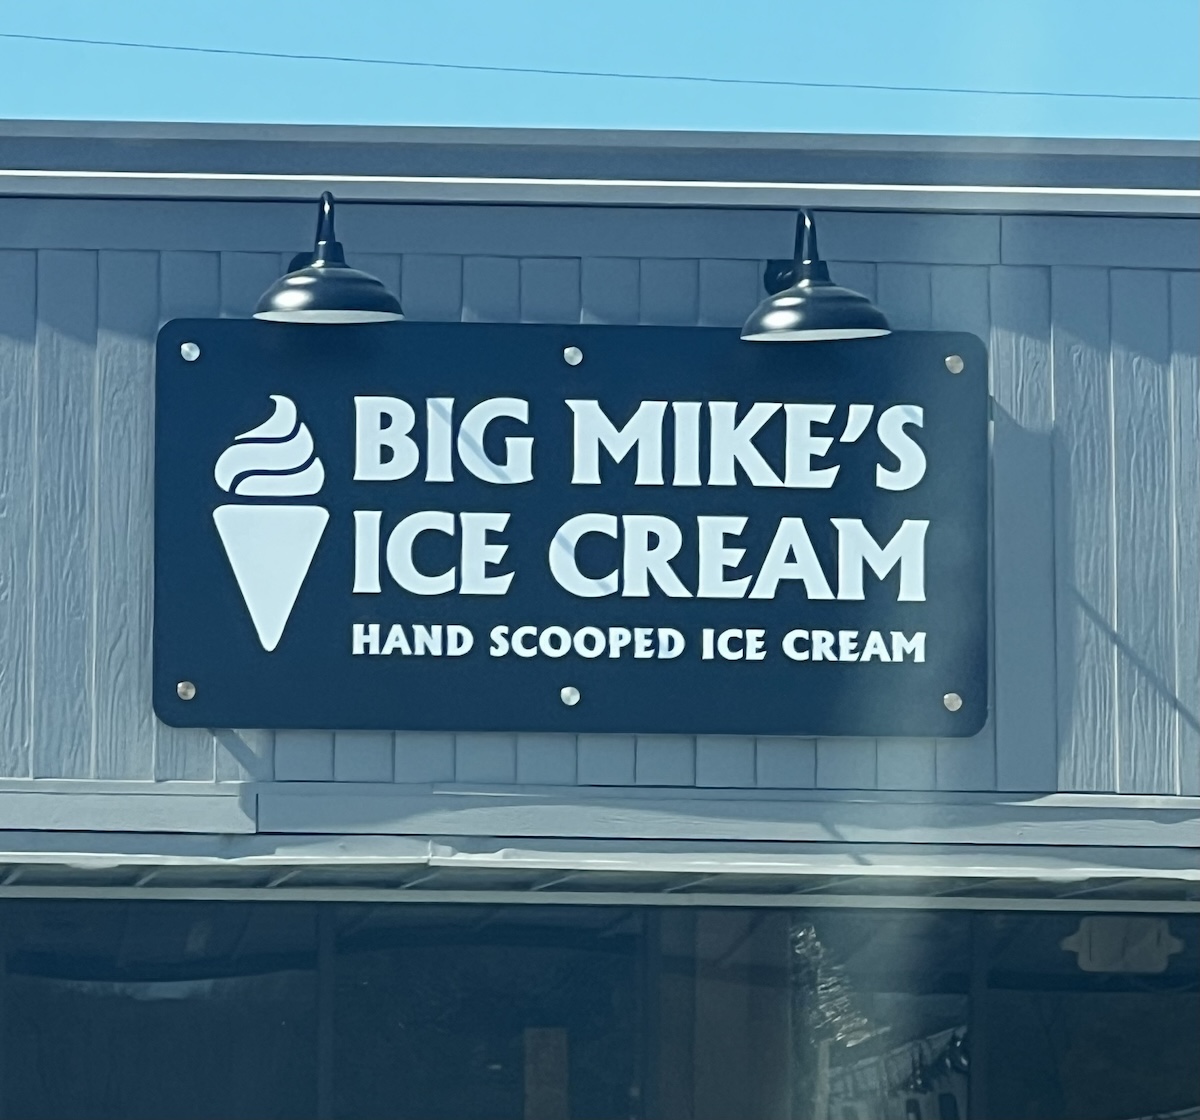 BIG MIKE'S
ICE CREAM
HAND SCOOPED ICE CREAM